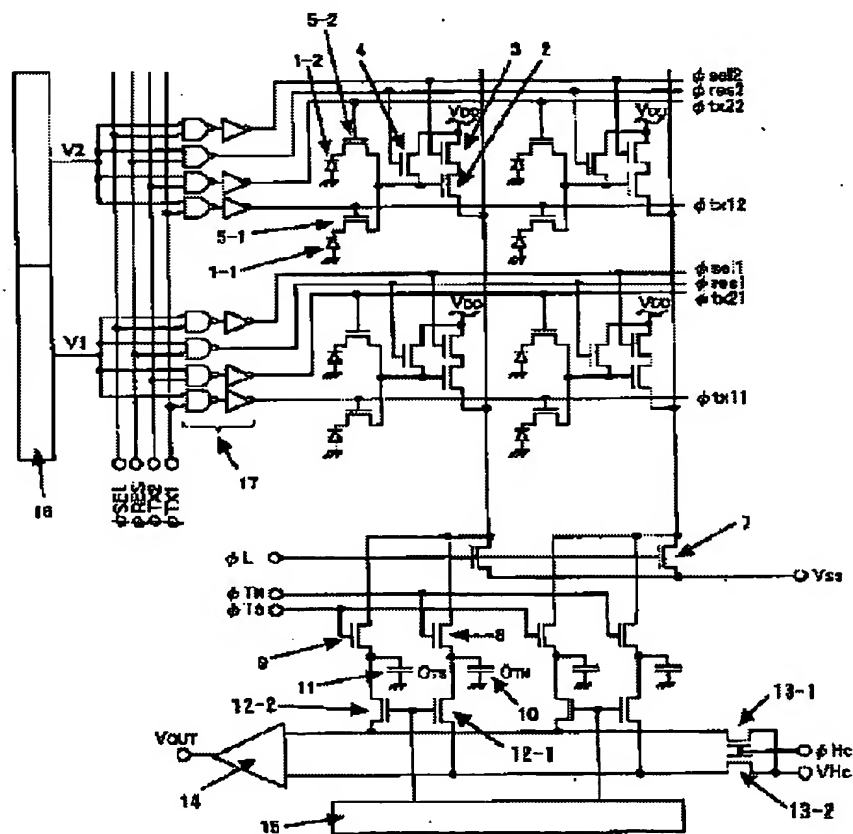 5-2
1-2
4
3
2
φsel2
φres2
φtx22
VDD
VDD
V2
φtx12
5-1
1-1
φsel1
φres1
φtx21
VDD
VDD
V1
φtx11
17
16
φSEL
φRES
φTX2
φTX1
7
φL
Vss
φTN
φTS
9
8
11
CTS
CTN
10
12-2
12-1
13-1
VOUT
φHc
VHc
14
13-2
15